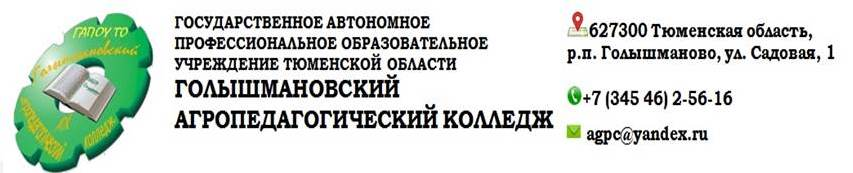 ГАПОУ ТО
Голышмановский
агропедагогический
колледж
ГОСУДАРСТВЕННОЕ АВТОНОМНОЕ
ПРОФЕССИОНАЛЬНОЕ ОБРАЗОВАТЕЛЬНОЕ
УЧРЕЖДЕНИЕ ТЮМЕНСКОЙ ОБЛАСТИ
ГОЛЫШМАНОВСКИЙ
АГРОПЕДАГОГИЧЕСКИЙ КОЛЛЕДЖ
627300 Тюменская область,
р.п. Голышманово, ул. Садовая, 1
+7 (345 46) 2-56-16
agpc@yandex.ru